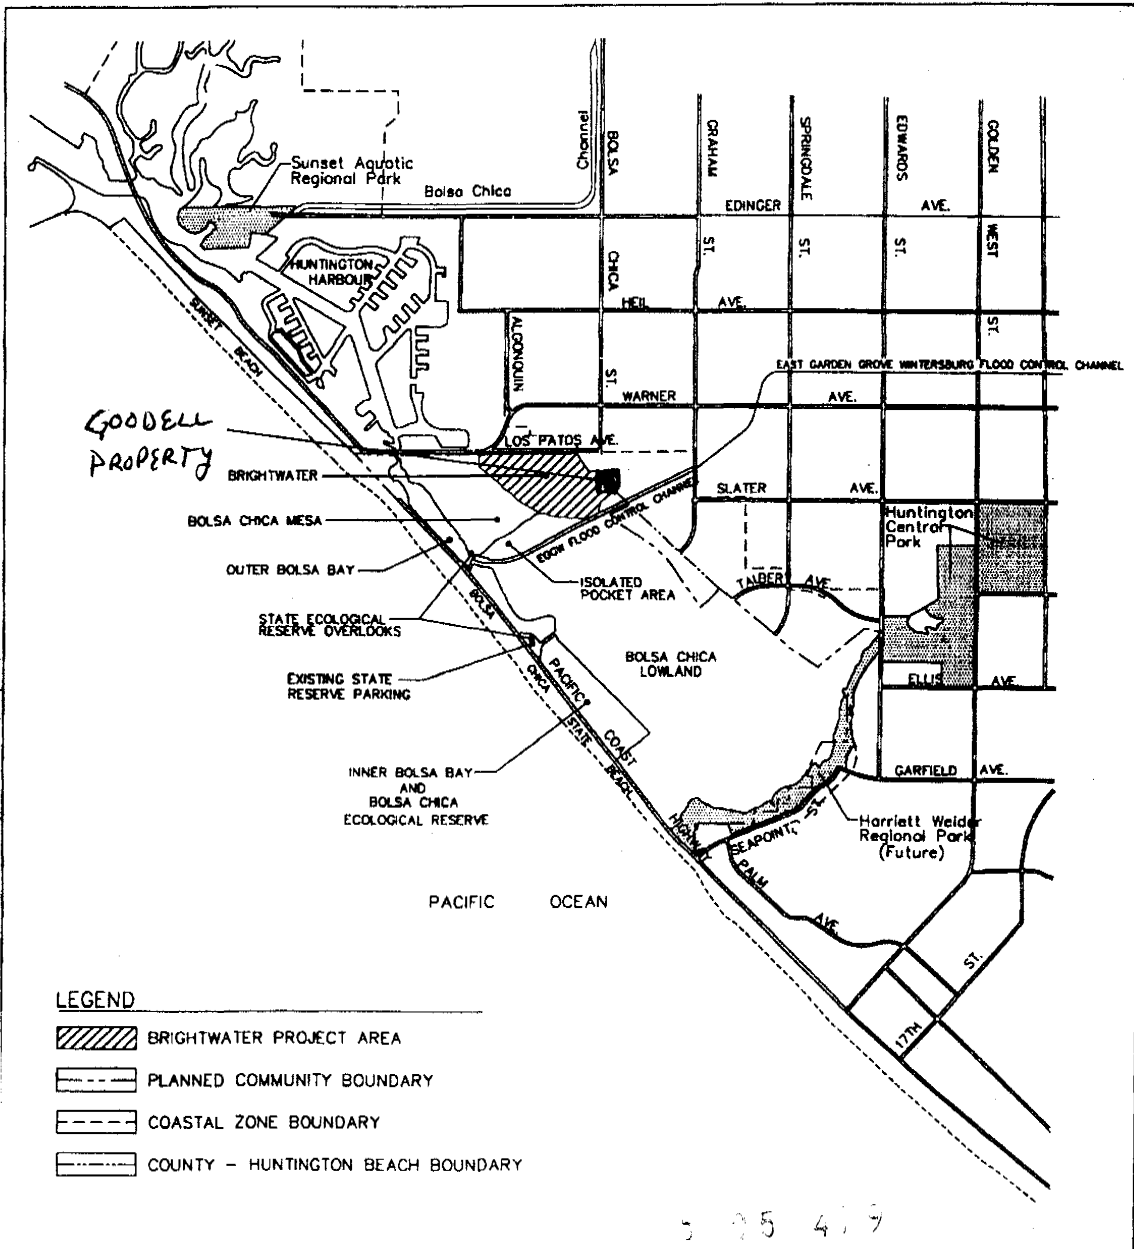 Channel
BOLSA
CHICA
ST.
GRAHAM
ST.
SPRINGDALE
ST.
EDWARDS
ST.
GOLDEN
WEST
ST.
Sunset Aquatic
Regional Park
Bolsa Chica
EDINGER AVE.
HUNTINGTON
HARBOUR
HEIL AVE.
SUNSET
BEACH
ALGONQUIN
EAST GARDEN GROVE WINTERSBURG FLOOD CONTROL CHANNEL
WARNER AVE.
GOODELL
PROPERTY
LOS PATOS AVE.
BRIGHTWATER
SLATER AVE.
BOLSA CHICA MESA
EGGW FLOOD CONTROL CHANNEL
Huntington
Central
Park
OUTER BOLSA BAY
ISOLATED
POCKET AREA
TALBERT AVE.
STATE ECOLOGICAL
RESERVE OVERLOOKS
BOLSA
CHICA
STATE
BEACH
BOLSA CHICA
LOWLAND
EXISTING STATE
RESERVE PARKING
PACIFIC
COAST
HIGHWAY
ELLIS AVE.
INNER BOLSA BAY
AND
BOLSA CHICA
ECOLOGICAL RESERVE
GARFIELD AVE.
SEAPOINT
ST.
Harriett Weider
Regional Park
(Future)
PALM
AVE.
PACIFIC OCEAN
ST.
17TH
LEGEND
BRIGHTWATER PROJECT AREA
PLANNED COMMUNITY BOUNDARY
COASTAL ZONE BOUNDARY
COUNTY - HUNTINGTON BEACH BOUNDARY